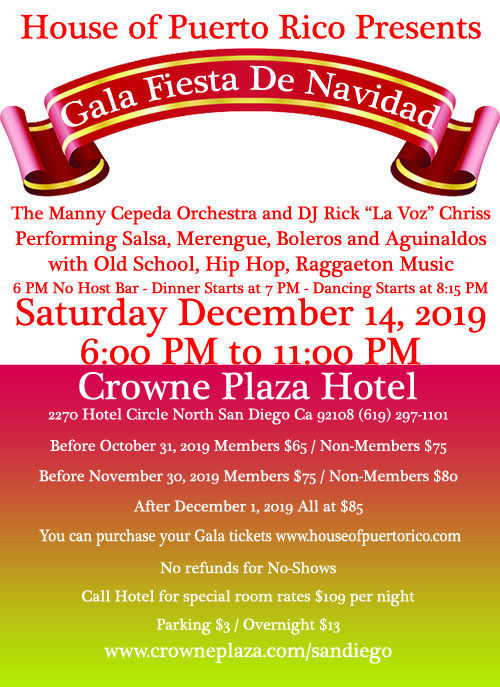 House of Puerto Rico Presents
Gala Fiesta De Navidad
The Manny Cepeda Orchestra and DJ Rick “La Voz” Chriss
Performing Salsa, Merengue, Boleros and Aguinaldos
with Old School, Hip Hop, Raggaeton Music
6 PM No Host Bar - Dinner Starts at 7 PM - Dancing Starts at 8:15 PM
Saturday December 14, 2019
6:00 PM to 11:00 PM
Crowne Plaza Hotel
2270 Hotel Circle North San Diego Ca 92108 (619) 297-1101
Before October 31, 2019 Members $65 / Non-Members $75
Before November 30, 2019 Members $75 / Non-Members $80
After December 1, 2019 All at $85
You can purchase your Gala tickets www.houseofpuertorico.com
No refunds for No-Shows
Call Hotel for special room rates $109 per night
Parking $3 / Overnight $13
www.crowneplaza.com/sandiego